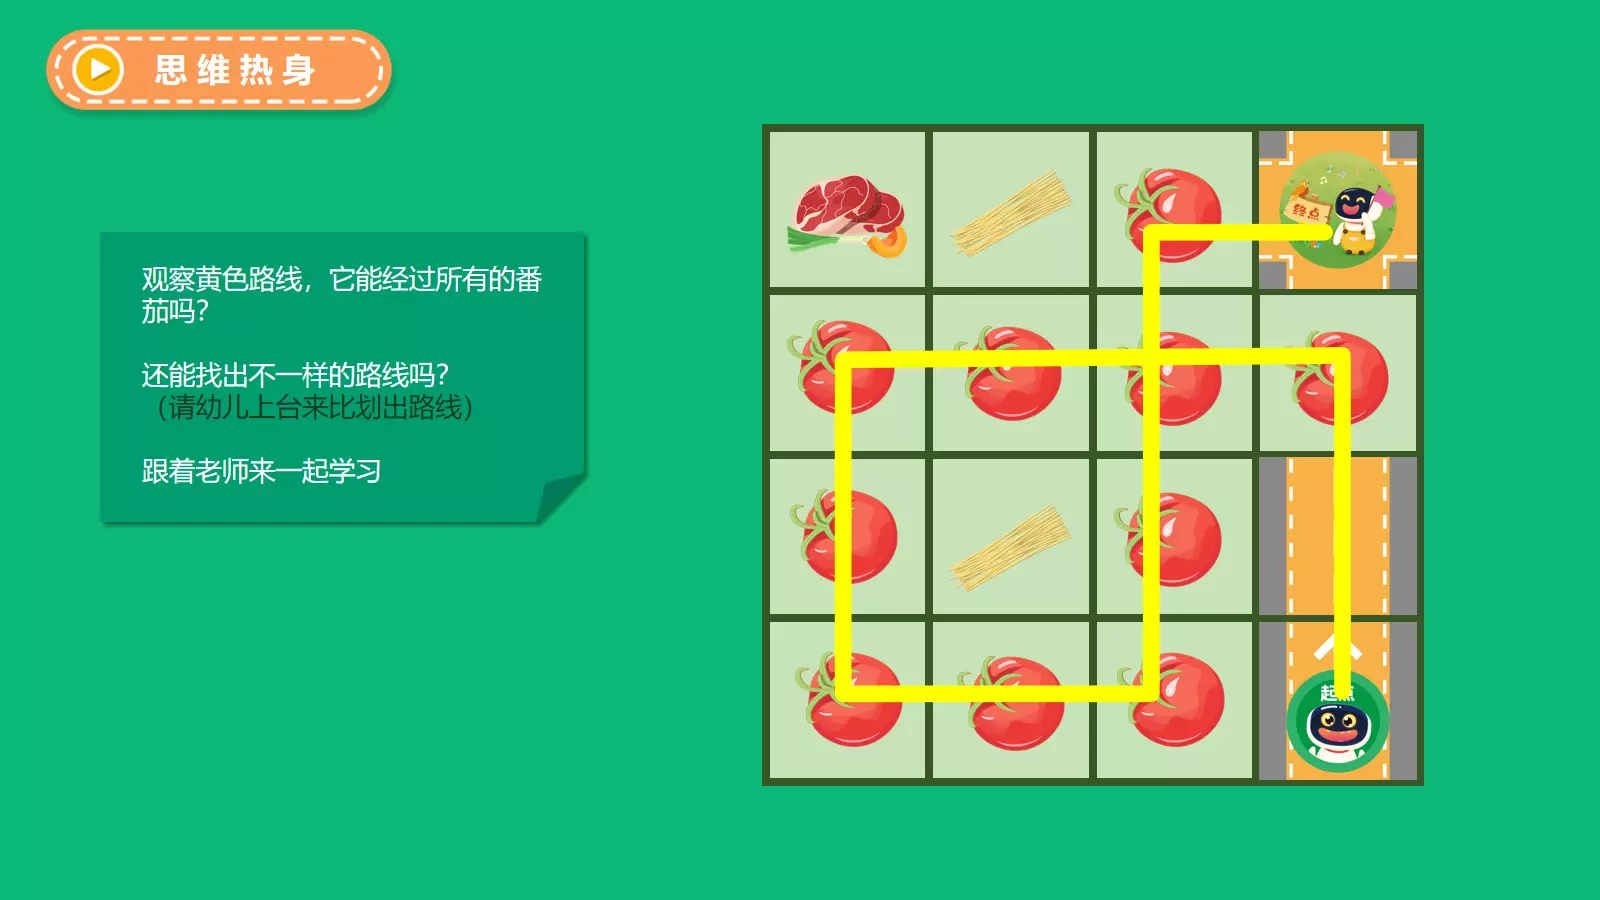 思维热身
观察黄色路线，它能经过所有的番
茄吗？
还能找出不一样的路线吗？
（请幼儿上台来比划出路线）
跟着老师来一起学习
终点
起点